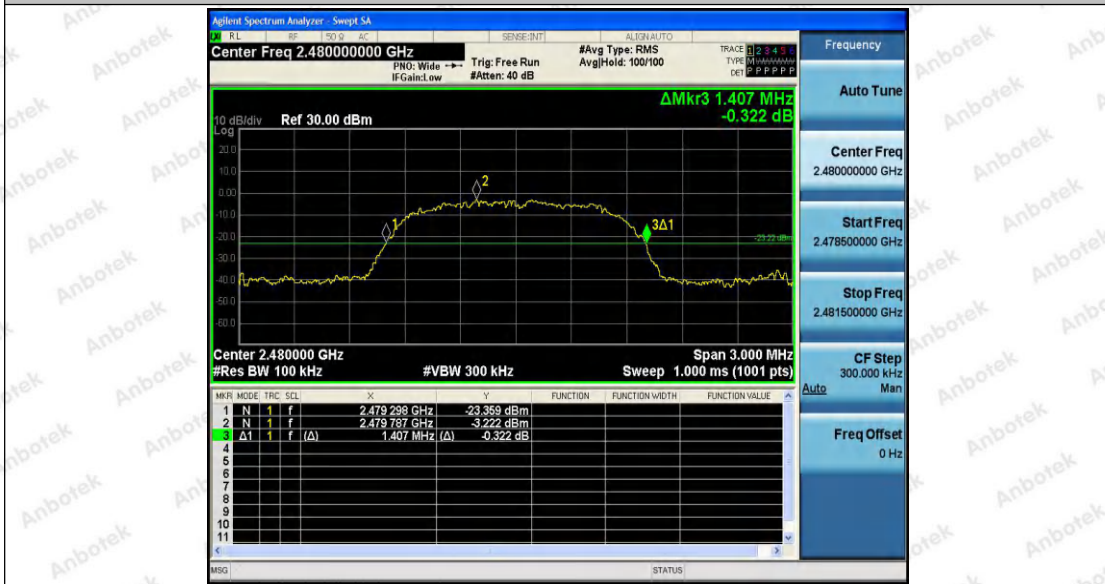 Agilent Spectrum Analyzer - Swept SA
RL RF 50 Ω AC SENSE:INT ALIGNAUTO
Center Freq 2.480000000 GHz
PNO: Wide
IFGain:Low
Trig: Free Run
#Atten: 40 dB
#Avg Type: RMS
Avg|Hold: 100/100
TRACE 1 2 3 4 5 6
TYPE M
DET P P P P P P
Frequency
ΔMkr3 1.407 MHz
-0.322 dB
10 dB/div Ref 30.00 dBm
Log
20.0
10.0
0.00
-10.0
-20.0
-30.0
-40.0
-50.0
-60.0
1
2
3Δ1
-23.22 dBm
Center 2.480000 GHz Span 3.000 MHz
#Res BW 100 kHz #VBW 300 kHz Sweep 1.000 ms (1001 pts)
MKR MODE TRC SCL X Y FUNCTION FUNCTION WIDTH FUNCTION VALUE
1 N 1 f 2.479 298 GHz -23.359 dBm
2 N 1 f 2.479 787 GHz -3.222 dBm
3 Δ1 1 f (Δ) 1.407 MHz (Δ) -0.322 dB
4
5
6
7
8
9
10
11
MSG STATUS
Auto Tune
Center Freq
2.480000000 GHz
Start Freq
2.478500000 GHz
Stop Freq
2.481500000 GHz
CF Step
300.000 kHz
Auto Man
Freq Offset
0 Hz
Anbotek